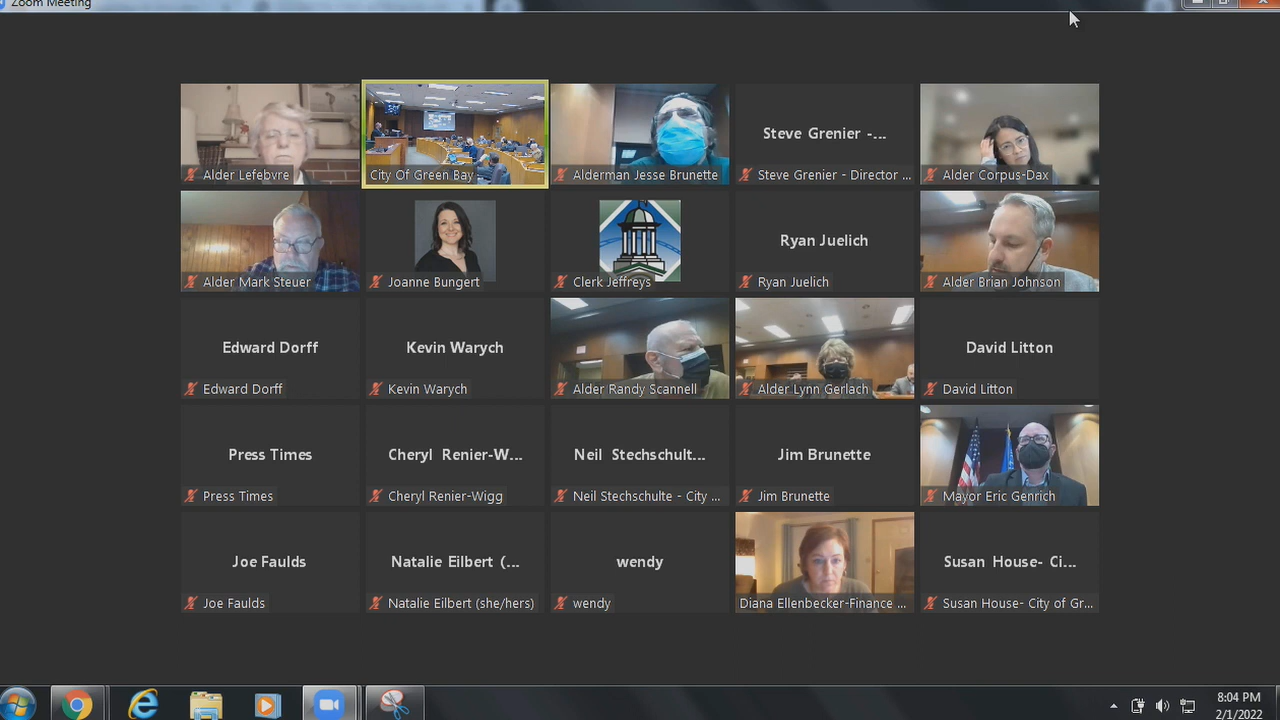 Zoom Meeting
Alder Lefebvre
City Of Green Bay
Alderman Jesse Brunette
Steve Grenier -...
Steve Grenier - Director ...
Alder Corpus-Dax
Alder Mark Steuer
Joanne Bungert
Clerk Jeffreys
Ryan Juelich
Ryan Juelich
Alder Brian Johnson
Edward Dorff
Edward Dorff
Kevin Warych
Kevin Warych
Alder Randy Scannell
Alder Lynn Gerlach
David Litton
David Litton
Press Times
Press Times
Cheryl Renier-W...
Cheryl Renier-Wigg
Neil Stechschult...
Neil Stechschulte - City ...
Jim Brunette
Jim Brunette
Mayor Eric Genrich
Joe Faulds
Joe Faulds
Natalie Eilbert (...
Natalie Eilbert (she/hers)
wendy
wendy
Diana Ellenbecker-Finance ...
Susan House- Ci...
Susan House- City of Gr...
8:04 PM
2/1/2022